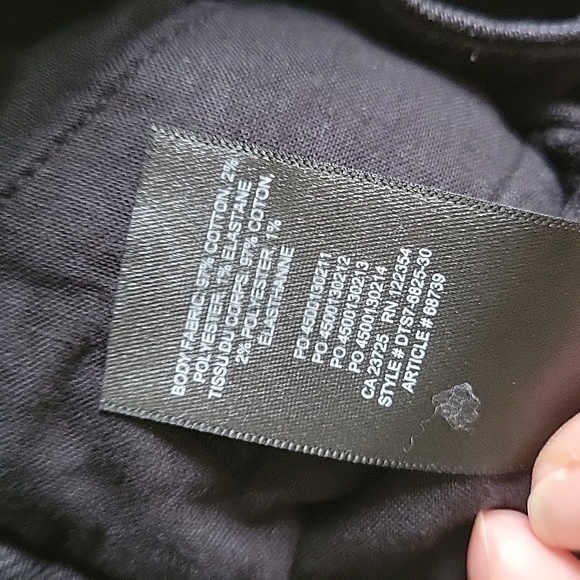 BODY FABRIC: 97% COTTON, 2%
POLYESTER, 1% ELASTANE
TISSU DU CORPS: 97% COTON,
2% POLYESTER, 1%
ELASTHANNE
PO 4500130211
PO 4500130212
PO 4500130213
PO 4500130214
CA 23725 RN 122354
STYLE # DTS7-6825-30
ARTICLE # 68739